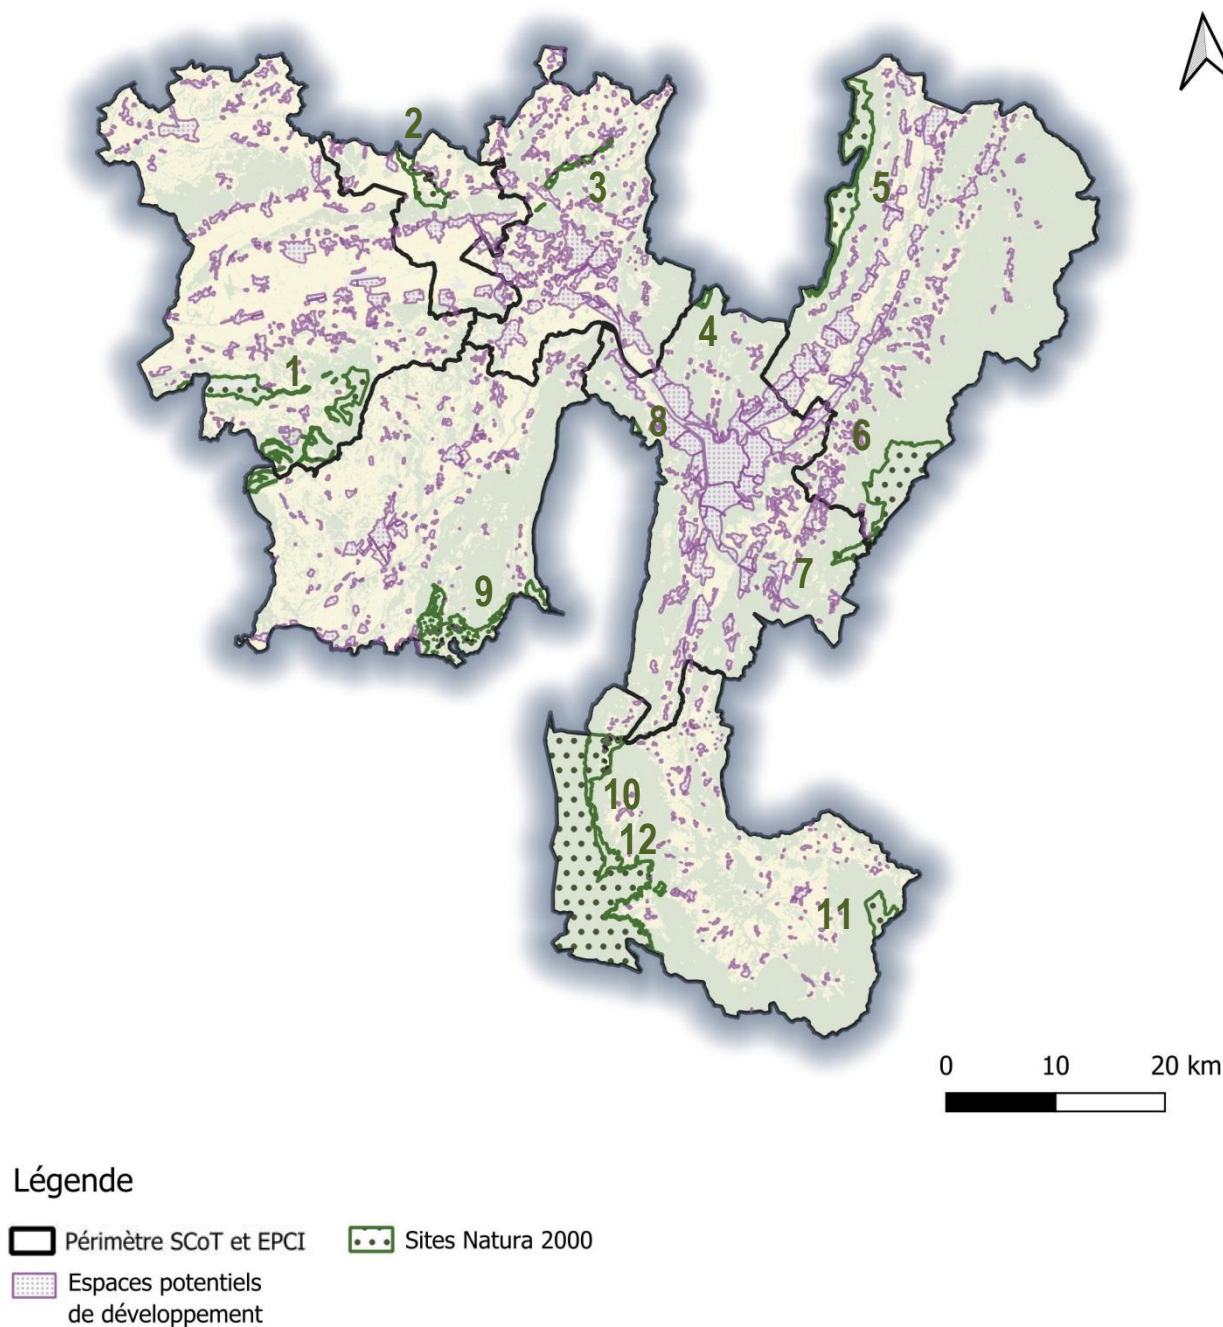 2
3
5
4
1
8
6
7
9
10
12
11
0 10 20 km
Légende
Périmètre SCoT et EPCI
Sites Natura 2000
Espaces potentiels
de développement